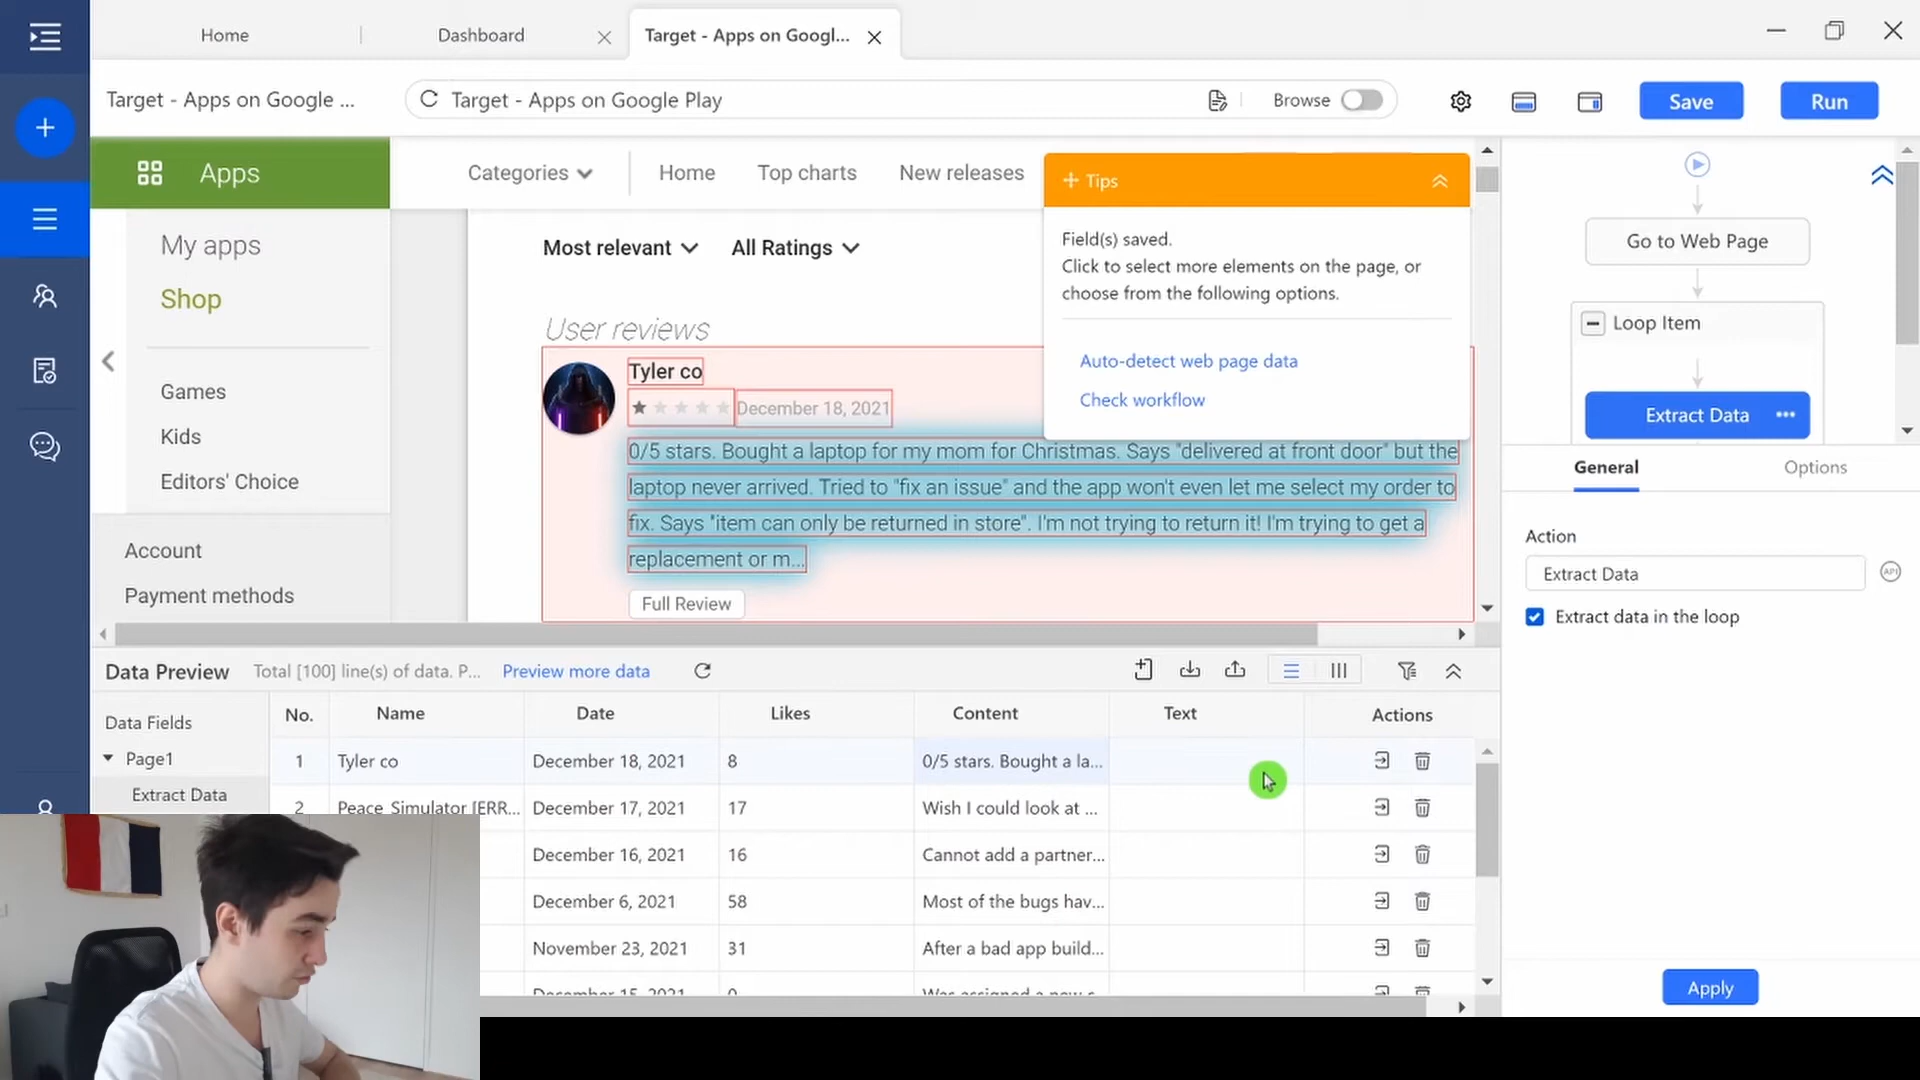 Home
Dashboard
Target - Apps on Googl...
Target - Apps on Google ...
Target - Apps on Google Play
Browse
Save
Run
Apps
Categories
Home
Top charts
New releases
+ Tips
My apps
Shop
Games
Kids
Editors' Choice
Account
Payment methods
Most relevant
All Ratings
User reviews
Tyler co
December 18, 2021
0/5 stars. Bought a laptop for my mom for Christmas. Says "delivered at front door" but the
laptop never arrived. Tried to "fix an issue" and the app won't even let me select my order to
fix. Says "item can only be returned in store". I'm not trying to return it! I'm trying to get a
replacement or m...
Full Review
Field(s) saved.
Click to select more elements on the page, or
choose from the following options.
Auto-detect web page data
Check workflow
Go to Web Page
Loop Item
Extract Data
General
Options
Action
Extract Data
API
Extract data in the loop
Apply
Data Preview
Total [100] line(s) of data. P...
Preview more data
Data Fields
Page1
Extract Data
No. Name Date Likes Content Text Actions
1 Tyler co December 18, 2021 8 0/5 stars. Bought a la...
2 Peace_Simulator [ERR... December 17, 2021 17 Wish I could look at ...
December 16, 2021 16 Cannot add a partner...
December 6, 2021 58 Most of the bugs hav...
November 23, 2021 31 After a bad app build...
December 15, 2021 0 Was assigned a new